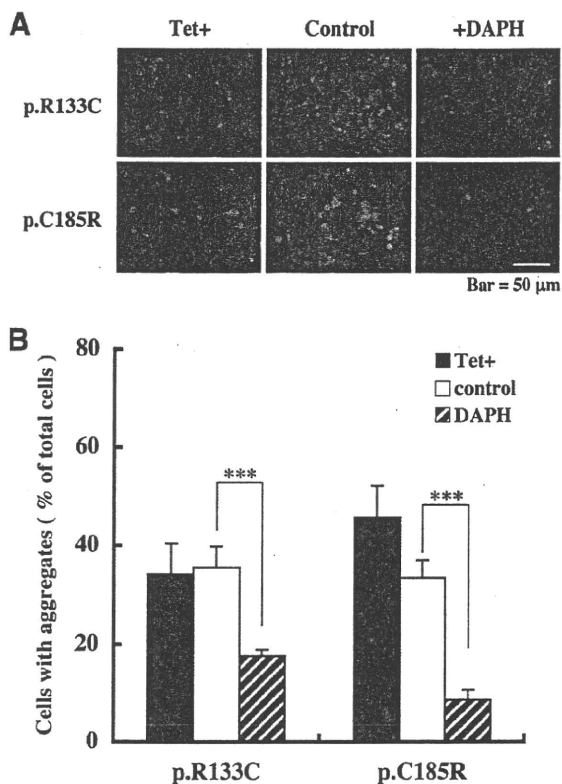 A
Tet+ Control +DAPH
p.R133C
p.C185R
Bar = 50 μm
B
Cells with aggregates ( % of total cells )
80
60
40
20
0
Tet+
control
DAPH
***
***
p.R133C p.C185R